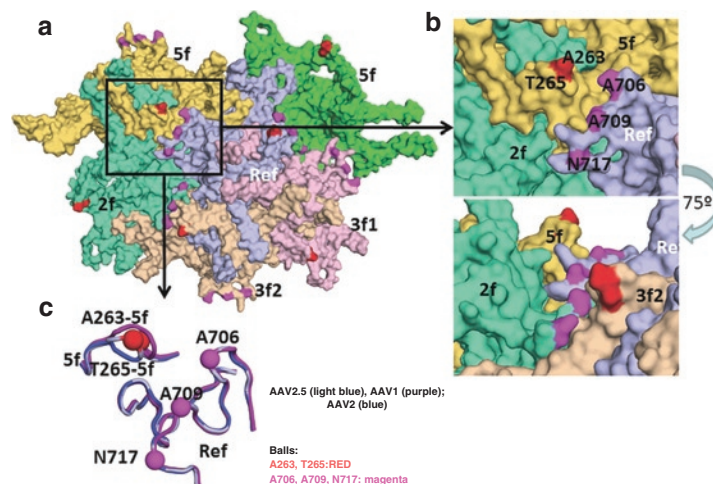 a
5f
5f
Ref
2f
3f1
3f2
b
A263
5f
T265
A706
A709
Ref
2f
N717
75º
5f
Re
2f
3f2
c
A263-5f
5f
T265-5f
A706
A709
Ref
N717
AAV2.5 (light blue), AAV1 (purple);
AAV2 (blue)
Balls:
A263, T265:RED
A706, A709, N717: magenta